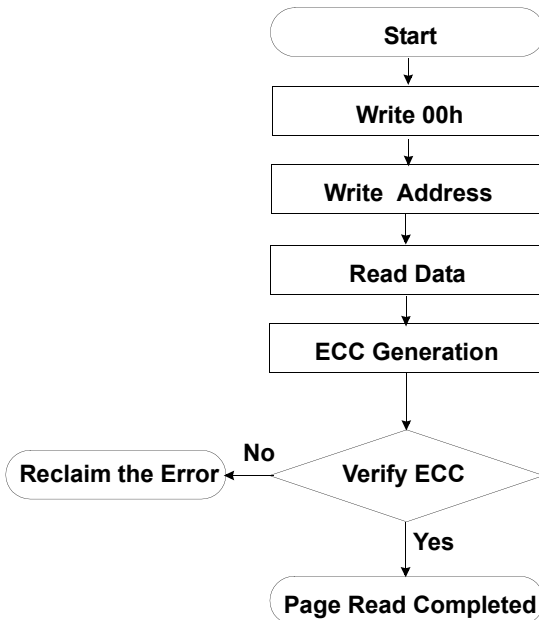 Start
Write 00h
Write Address
Read Data
ECC Generation
No
Reclaim the Error
Verify ECC
Yes
Page Read Completed